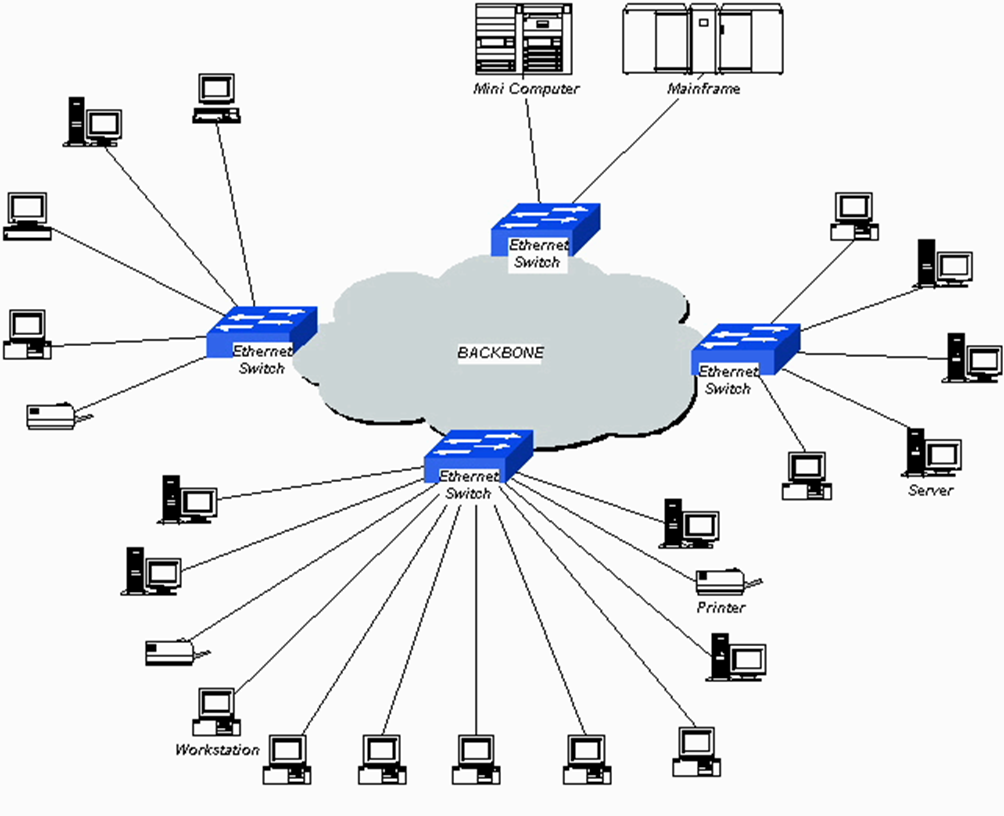 Mini Computer
Mainframe
Ethernet
Switch
Ethernet
Switch
BACKBONE
Ethernet
Switch
Ethernet
Switch
Server
Printer
Workstation